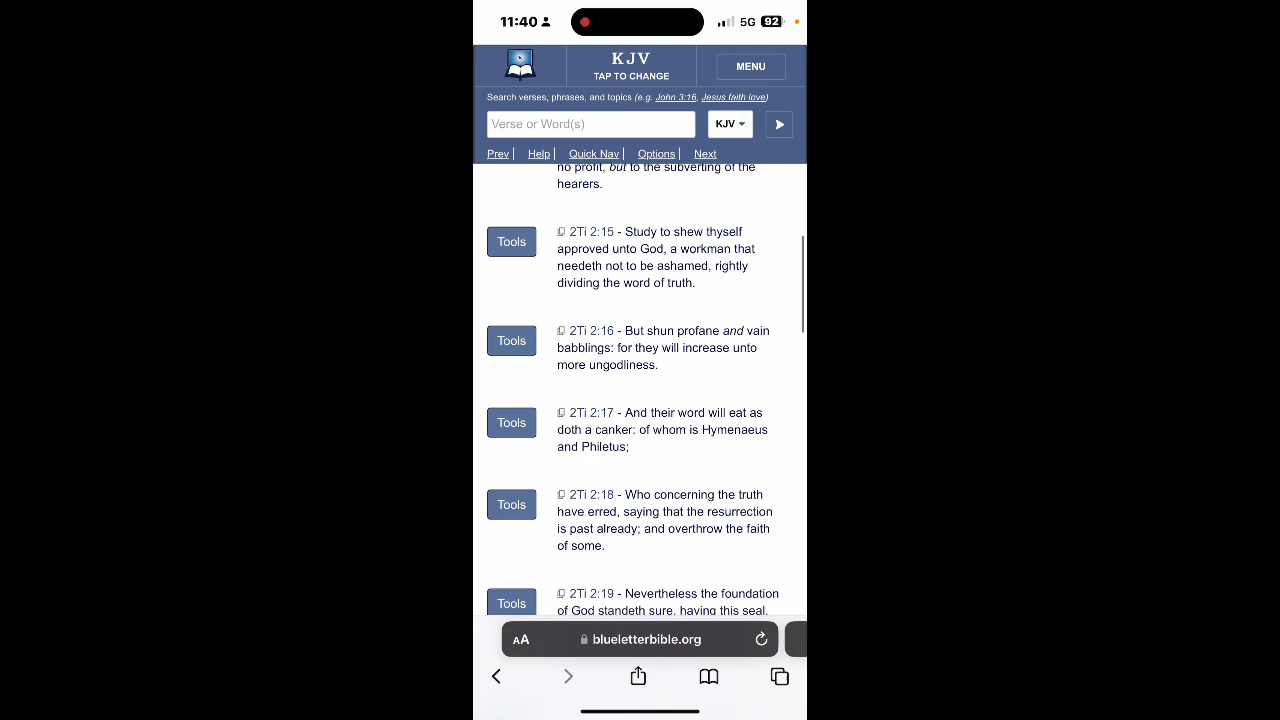 11:40
5G 92
KJV
TAP TO CHANGE
MENU
Search verses, phrases, and topics (e.g. John 3:16, Jesus faith love)
Verse or Word(s)
KJV
Prev | Help | Quick Nav | Options | Next
no profit, but to the subverting of the
hearers.
Tools
2Ti 2:15 - Study to shew thyself
approved unto God, a workman that
needeth not to be ashamed, rightly
dividing the word of truth.
Tools
2Ti 2:16 - But shun profane and vain
babblings: for they will increase unto
more ungodliness.
Tools
2Ti 2:17 - And their word will eat as
doth a canker: of whom is Hymenaeus
and Philetus;
Tools
2Ti 2:18 - Who concerning the truth
have erred, saying that the resurrection
is past already; and overthrow the faith
of some.
Tools
2Ti 2:19 - Nevertheless the foundation
of God standeth sure, having this seal,
AA
blueletterbible.org